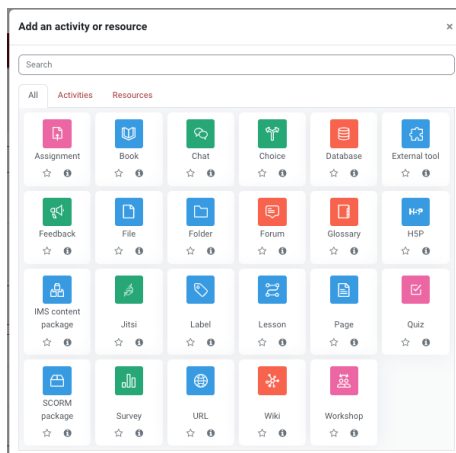 Add an activity or resource
×
Search
All Activities Resources
Assignment Book Chat Choice Database External tool
H5P
Feedback File Folder Forum Glossary H5P
IMS content
package Jitsi Label Lesson Page Quiz
SCORM
package Survey URL Wiki Workshop